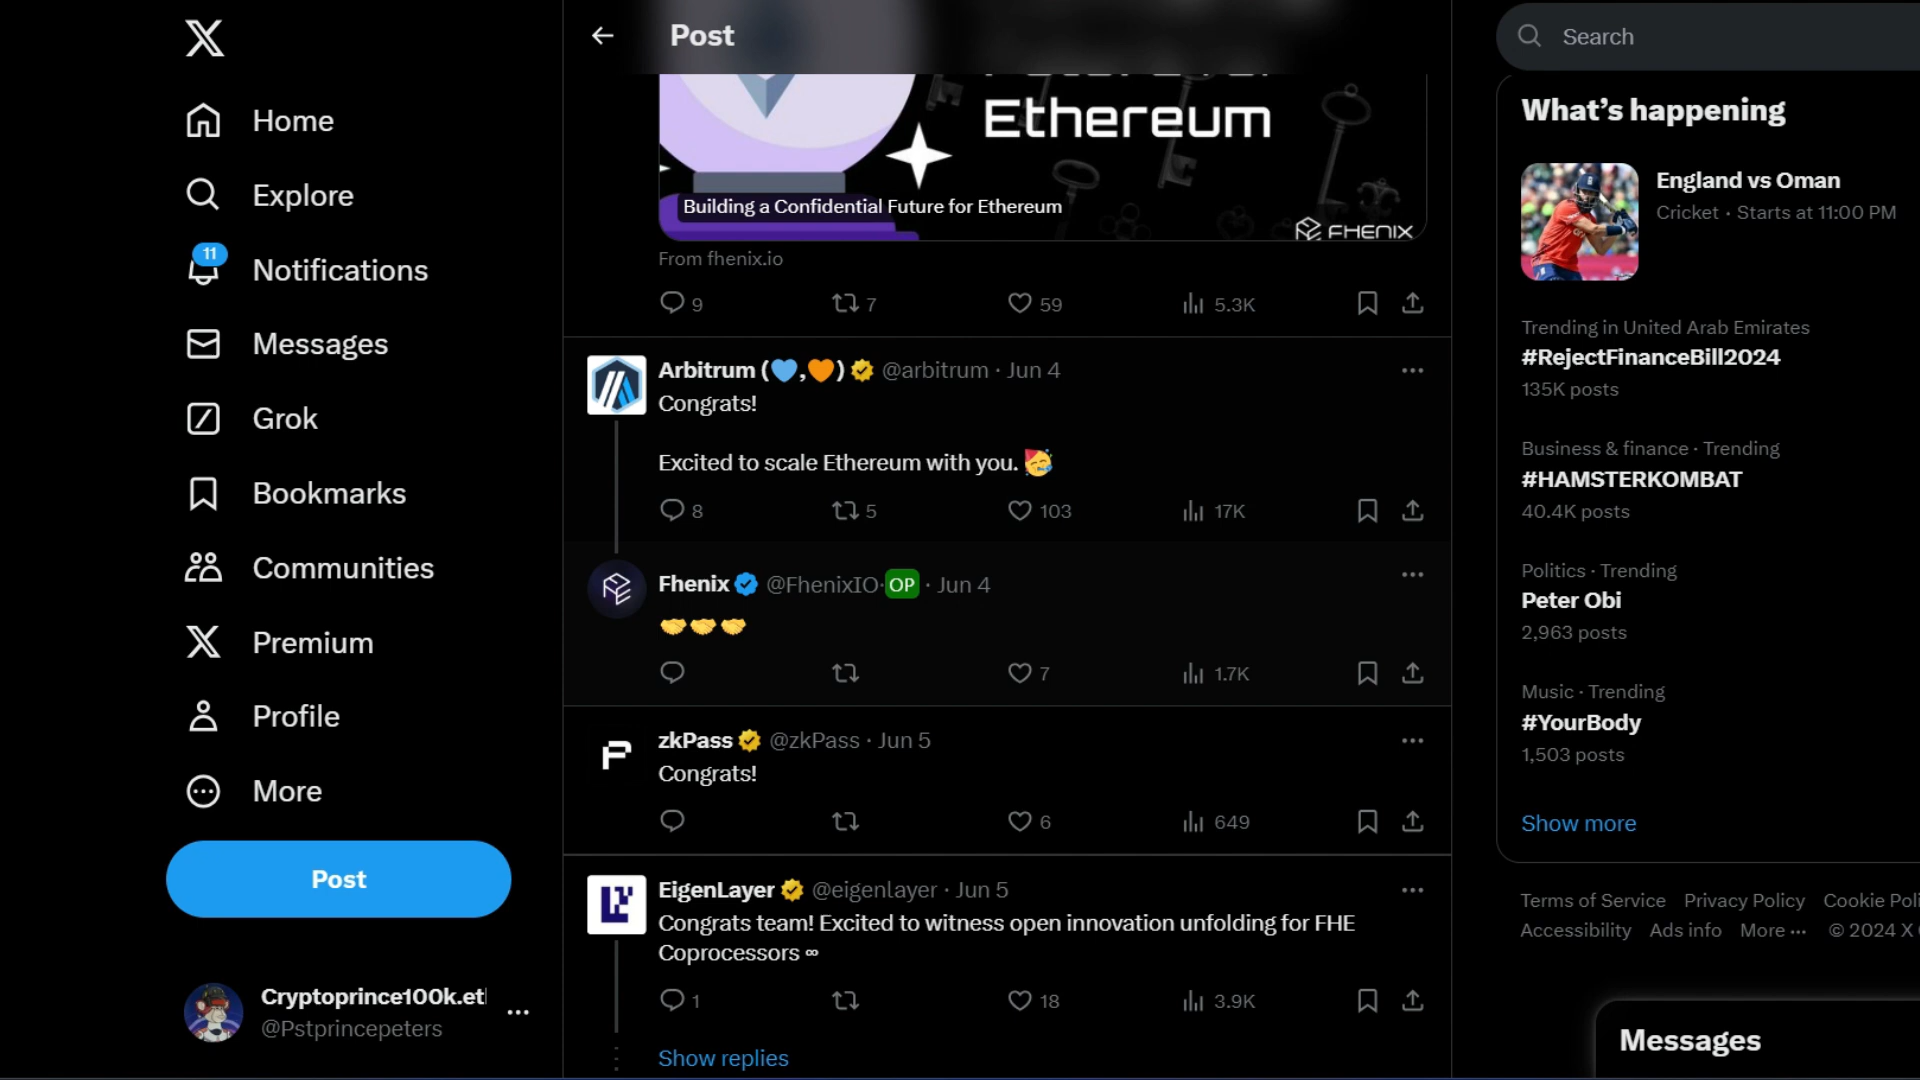 Home
Explore
11
Notifications
Messages
Grok
Bookmarks
Communities
Premium
Profile
More
Post
Cryptoprince100k.et
@Pstprincepeters
Post
Ethereum
Building a Confidential Future for Ethereum
FHENIX
From fhenix.io
9 7 59 5.3K
Arbitrum (💙,🧡) @arbitrum · Jun 4
Congrats!
Excited to scale Ethereum with you. 🥳
8 5 103 17K
Fhenix @FhenixIO· OP · Jun 4
🤝🤝🤝
7 1.7K
zkPass @zkPass · Jun 5
Congrats!
6 649
EigenLayer @eigenlayer · Jun 5
Congrats team! Excited to witness open innovation unfolding for FHE
Coprocessors ∞
1 18 3.9K
Show replies
Search
What’s happening
England vs Oman
Cricket · Starts at 11:00 PM
Trending in United Arab Emirates
#RejectFinanceBill2024
135K posts
Business & finance · Trending
#HAMSTERKOMBAT
40.4K posts
Politics · Trending
Peter Obi
2,963 posts
Music · Trending
#YourBody
1,503 posts
Show more
Terms of Service Privacy Policy Cookie Poli
Accessibility Ads info More ··· © 2024 X
Messages